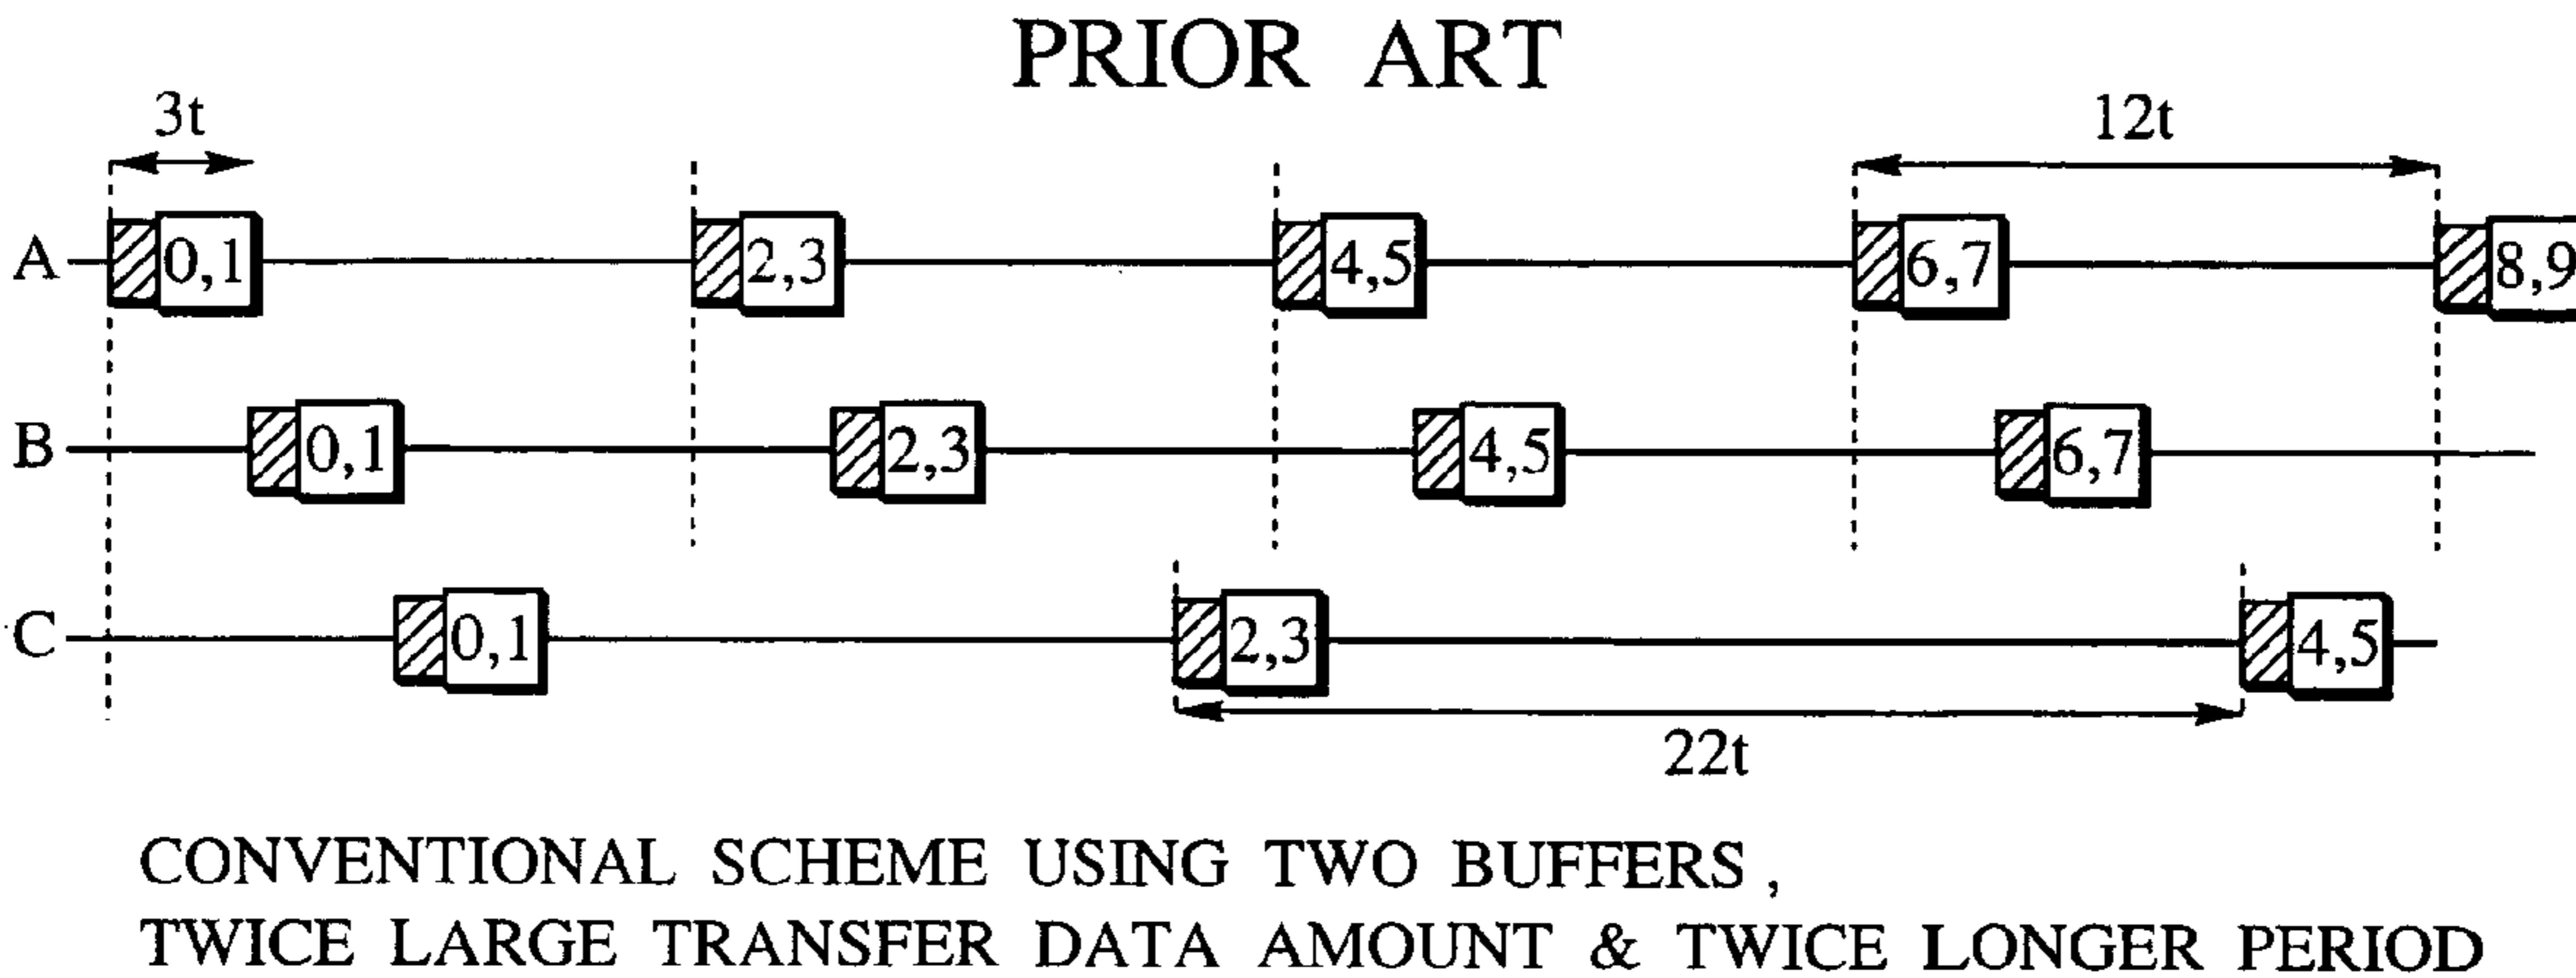 PRIOR ART
3t
12t
A 0,1 2,3 4,5 6,7 8,9
B 0,1 2,3 4,5 6,7
C 0,1 2,3 4,5
22t
CONVENTIONAL SCHEME USING TWO BUFFERS,
TWICE LARGE TRANSFER DATA AMOUNT & TWICE LONGER PERIOD